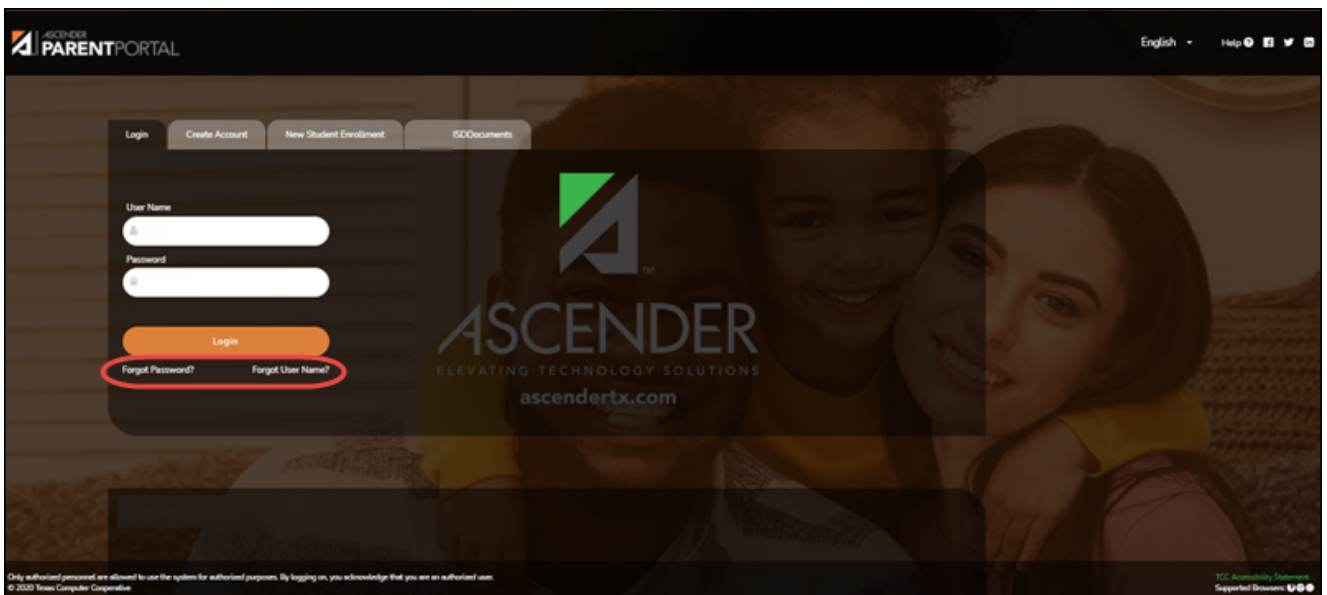 ASCENDER
PARENTPORTAL
English
Help
Login
Create Account
New Student Enrollment
ISDDocuments
User Name
Password
Login
Forgot Password?
Forgot User Name?
TM
ASCENDER
ELEVATING TECHNOLOGY SOLUTIONS
ascendertx.com
Only authorized personnel are allowed to use the system for authorized purposes. By logging on, you acknowledge that you are an authorized user.
© 2020 Texas Computer Cooperative
TCC Accessibility Statement
Supported Browsers: